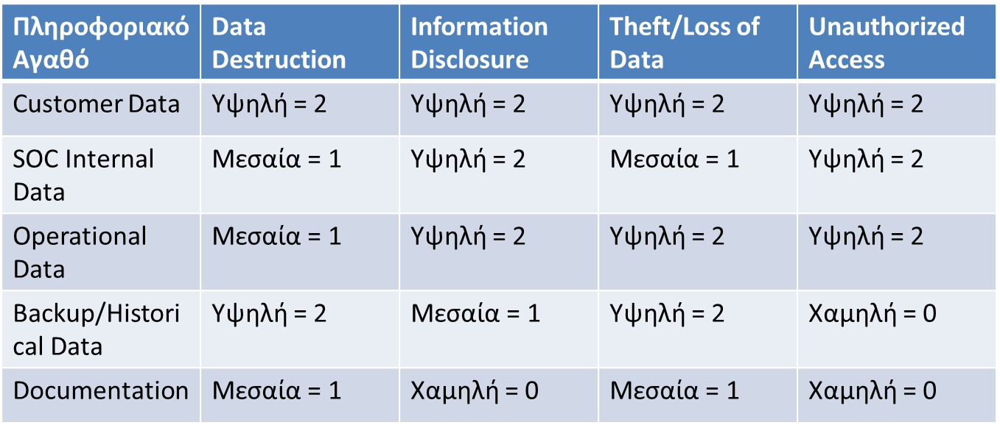 Πληροφοριακό Αγαθό | Data Destruction | Information Disclosure | Theft/Loss of Data | Unauthorized Access
Customer Data | Υψηλή = 2 | Υψηλή = 2 | Υψηλή = 2 | Υψηλή = 2
SOC Internal Data | Μεσαία = 1 | Υψηλή = 2 | Μεσαία = 1 | Υψηλή = 2
Operational Data | Μεσαία = 1 | Υψηλή = 2 | Υψηλή = 2 | Υψηλή = 2
Backup/Historical Data | Υψηλή = 2 | Μεσαία = 1 | Υψηλή = 2 | Χαμηλή = 0
Documentation | Μεσαία = 1 | Χαμηλή = 0 | Μεσαία = 1 | Χαμηλή = 0